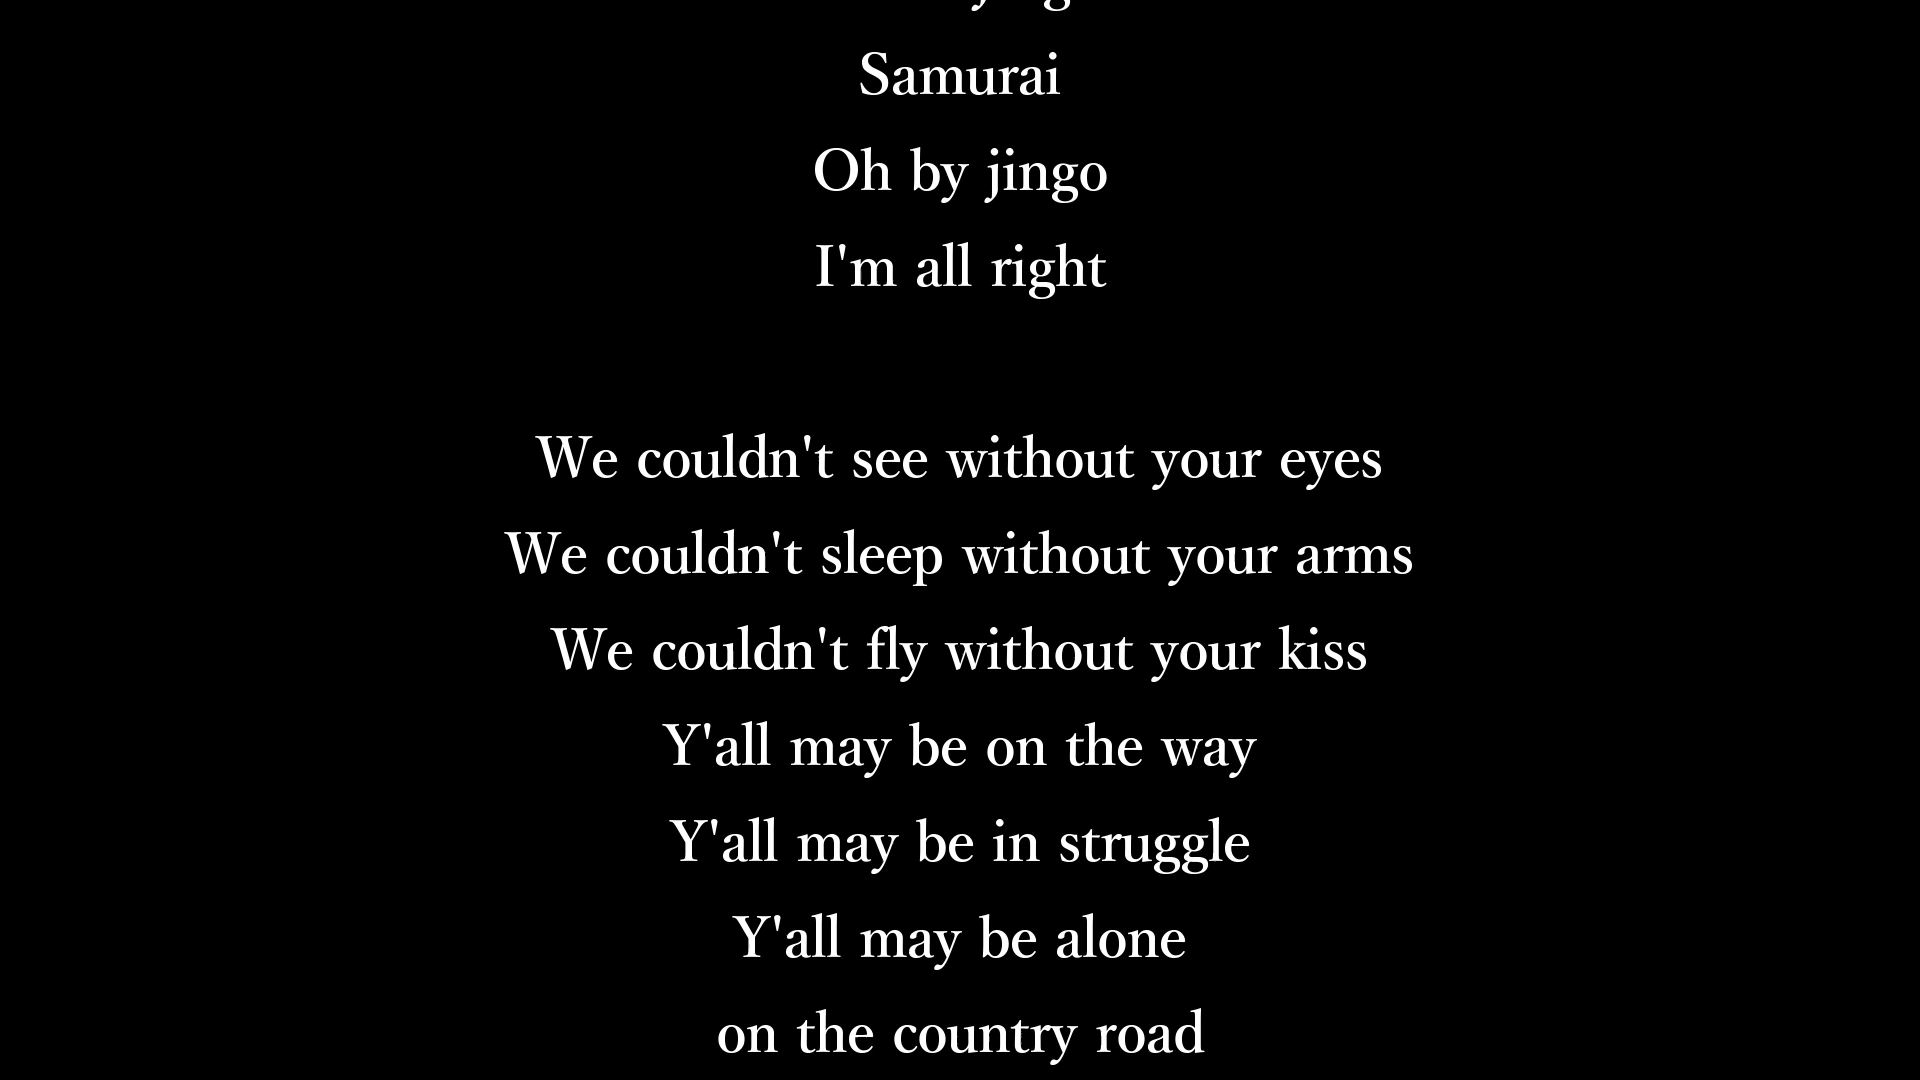 Samurai
Oh by jingo
I'm all right
We couldn't see without your eyes
We couldn't sleep without your arms
We couldn't fly without your kiss
Y'all may be on the way
Y'all may be in struggle
Y'all may be alone
on the country road